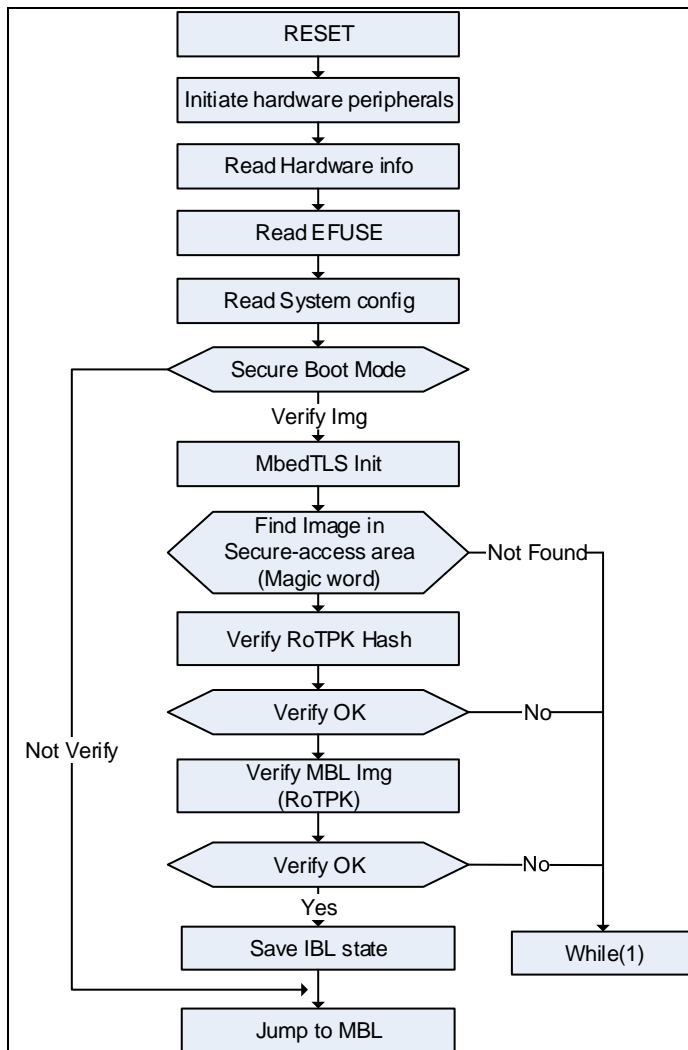 RESET
Initiate hardware peripherals
Read Hardware info
Read EFUSE
Read System config
Secure Boot Mode
Verify Img
MbedTLS Init
Find Image in
Secure-access area
(Magic word)
Not Found
Verify RoTPK Hash
Verify OK
No
Not Verify
Verify MBL Img
(RoTPK)
Verify OK
No
Yes
Save IBL state
While(1)
Jump to MBL